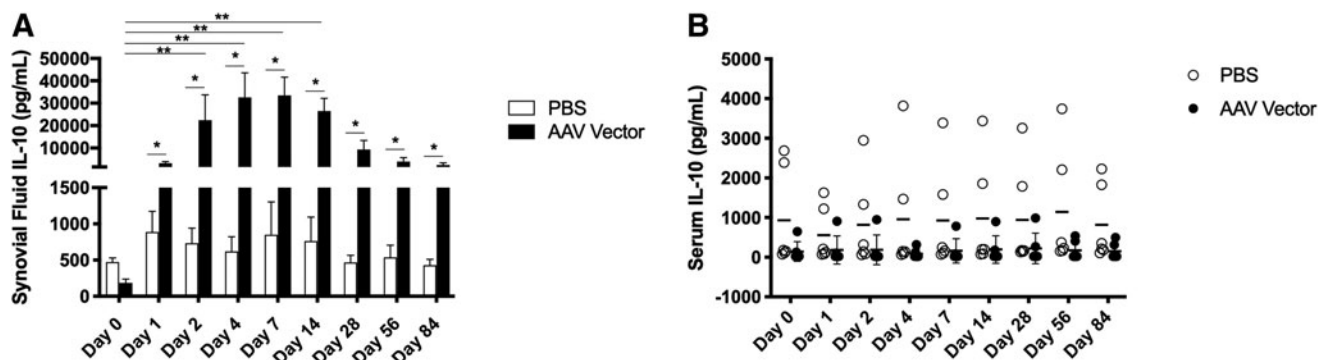 A
Synovial Fluid IL-10 (pg/mL)
50000
40000
30000
20000
10000
1500
1000
500
0
**
**
**
**
*
*
*
*
*
*
*
*
Day 0
Day 1
Day 2
Day 4
Day 7
Day 14
Day 28
Day 56
Day 84
PBS
AAV Vector
B
Serum IL-10 (pg/mL)
5000
4000
3000
2000
1000
0
-1000
Day 0
Day 1
Day 2
Day 4
Day 7
Day 14
Day 28
Day 56
Day 84
PBS
AAV Vector